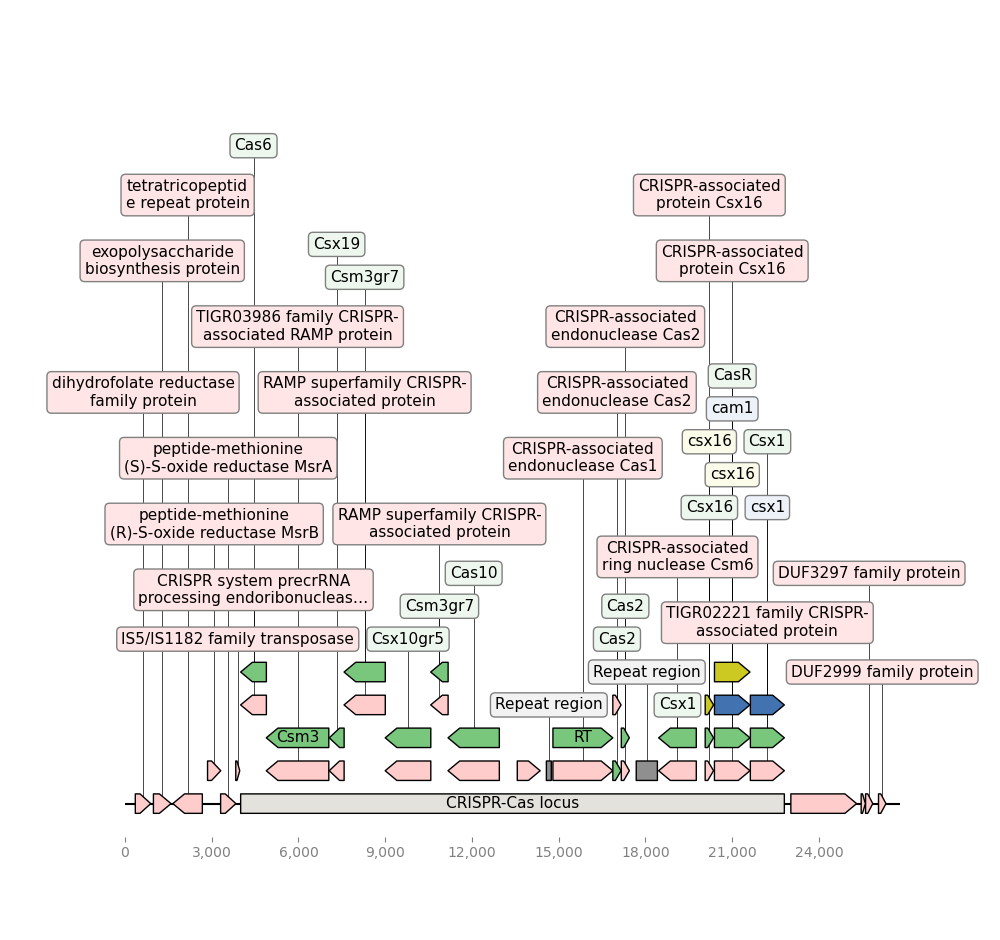 Cas6
tetratricopeptid
e repeat protein
CRISPR-associated
protein Csx16
Csx19
exopolysaccharide
biosynthesis protein
CRISPR-associated
protein Csx16
Csm3gr7
TIGR03986 family CRISPR-
associated RAMP protein
CRISPR-associated
endonuclease Cas2
CasR
dihydrofolate reductase
family protein
RAMP superfamily CRISPR-
associated protein
CRISPR-associated
endonuclease Cas2
cam1
csx16
Csx1
peptide-methionine
(S)-S-oxide reductase MsrA
CRISPR-associated
endonuclease Cas1
csx16
Csx16
csx1
peptide-methionine
(R)-S-oxide reductase MsrB
RAMP superfamily CRISPR-
associated protein
CRISPR-associated
ring nuclease Csm6
Cas10
DUF3297 family protein
CRISPR system precrRNA
processing endoribonucleas…
Csm3gr7
Cas2
TIGR02221 family CRISPR-
associated protein
IS5/IS1182 family transposase
Csx10gr5
Cas2
Repeat region
DUF2999 family protein
Repeat region
Csx1
Csm3
RT
CRISPR-Cas locus
0
3,000
6,000
9,000
12,000
15,000
18,000
21,000
24,000